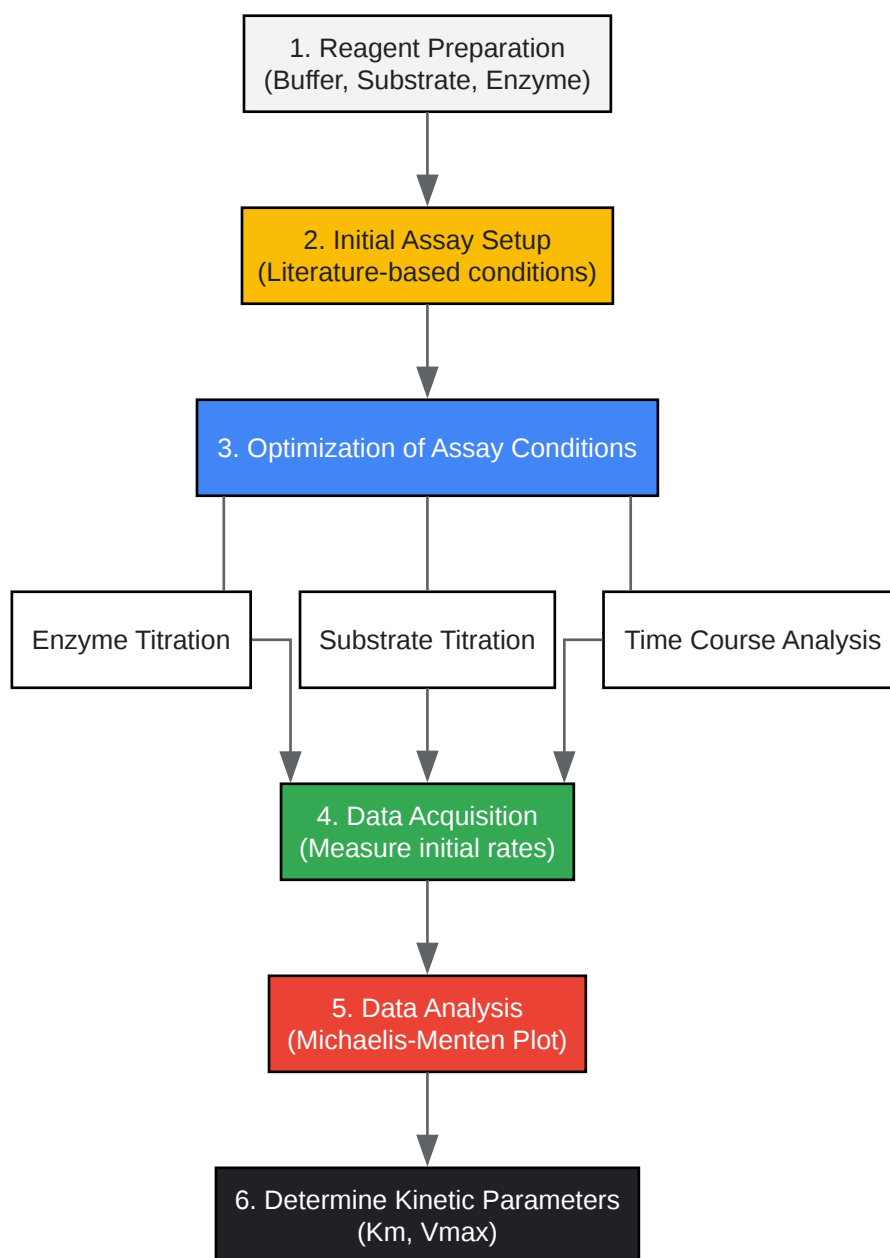 1. Reagent Preparation
(Buffer, Substrate, Enzyme)
2. Initial Assay Setup
(Literature-based conditions)
3. Optimization of Assay Conditions
Enzyme Titration
Substrate Titration
Time Course Analysis
4. Data Acquisition
(Measure initial rates)
5. Data Analysis
(Michaelis-Menten Plot)
6. Determine Kinetic Parameters
(Km, Vmax)